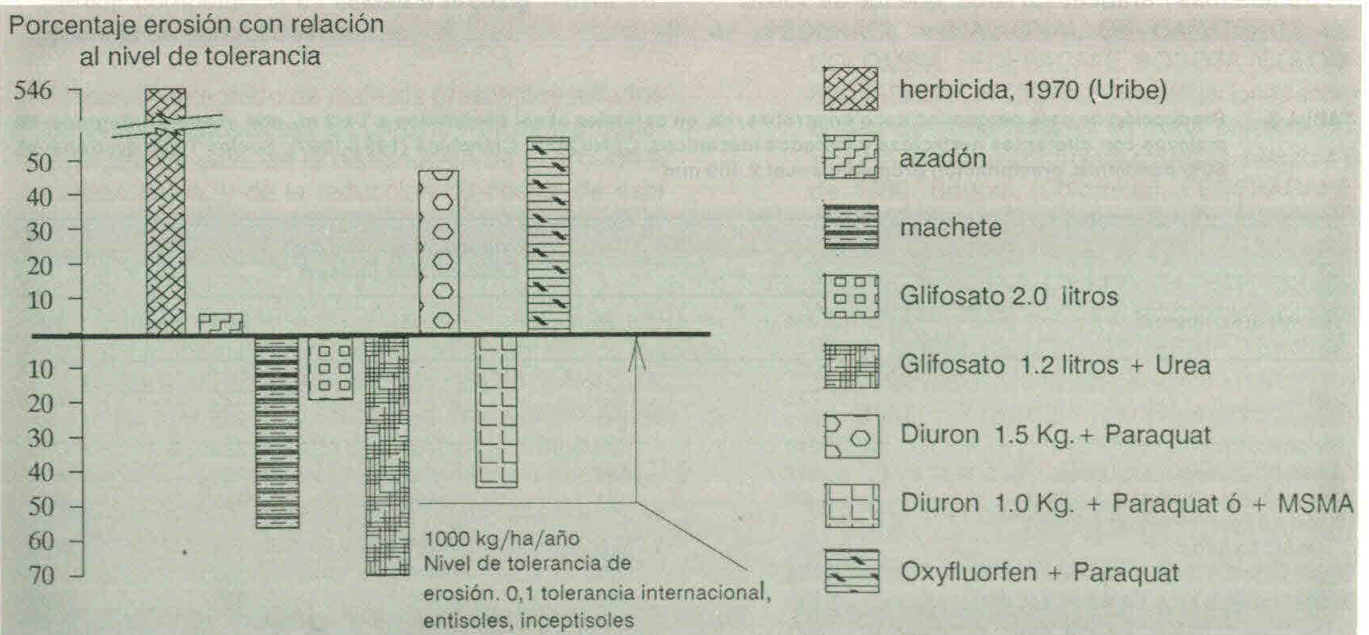 Porcentaje erosión con relación
al nivel de tolerancia
546
50
40
30
20
10
10
20
30
40
50
60
70
1000 kg/ha/año
Nivel de tolerancia de
erosión. 0,1 tolerancia internacional,
entisoles, inceptisoles
herbicida, 1970 (Uribe)
azadón
machete
Glifosato 2.0 litros
Glifosato 1.2 litros + Urea
Diuron 1.5 Kg. + Paraquat
Diuron 1.0 Kg. + Paraquat ó + MSMA
Oxyfluorfen + Paraquat